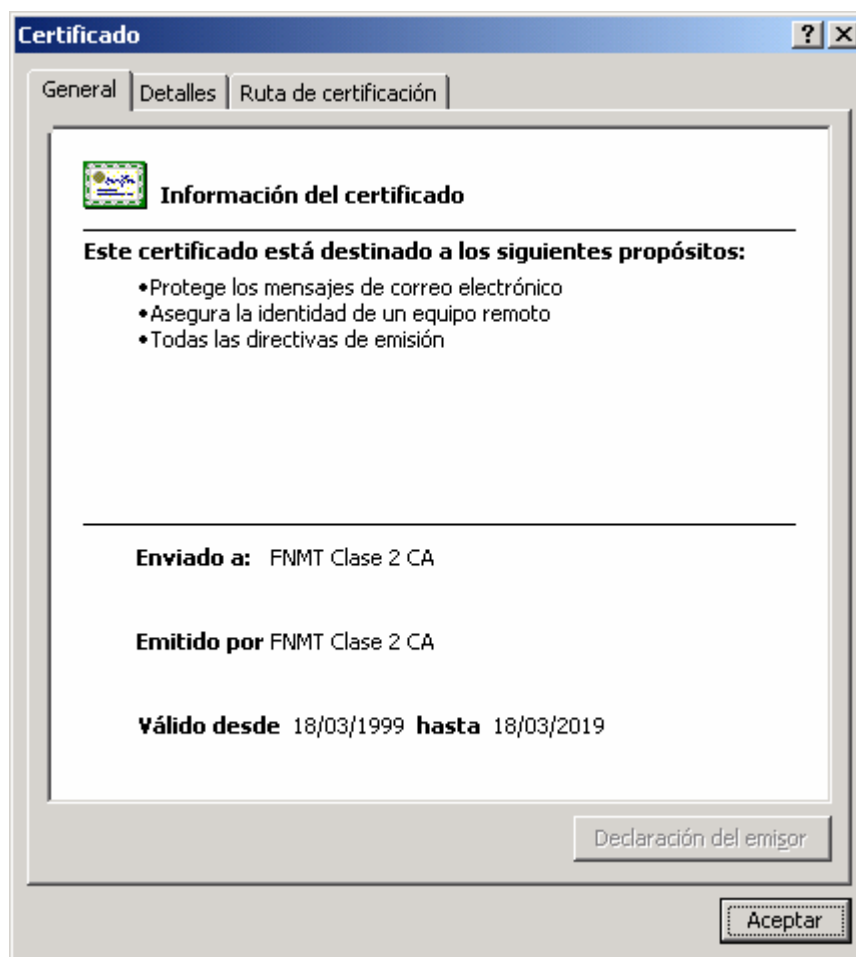 Certificado
General Detalles Ruta de certificación
Información del certificado
Este certificado está destinado a los siguientes propósitos:
•Protege los mensajes de correo electrónico
•Asegura la identidad de un equipo remoto
•Todas las directivas de emisión
Enviado a: FNMT Clase 2 CA
Emitido por FNMT Clase 2 CA
Válido desde 18/03/1999 hasta 18/03/2019
Declaración del emisor
Aceptar